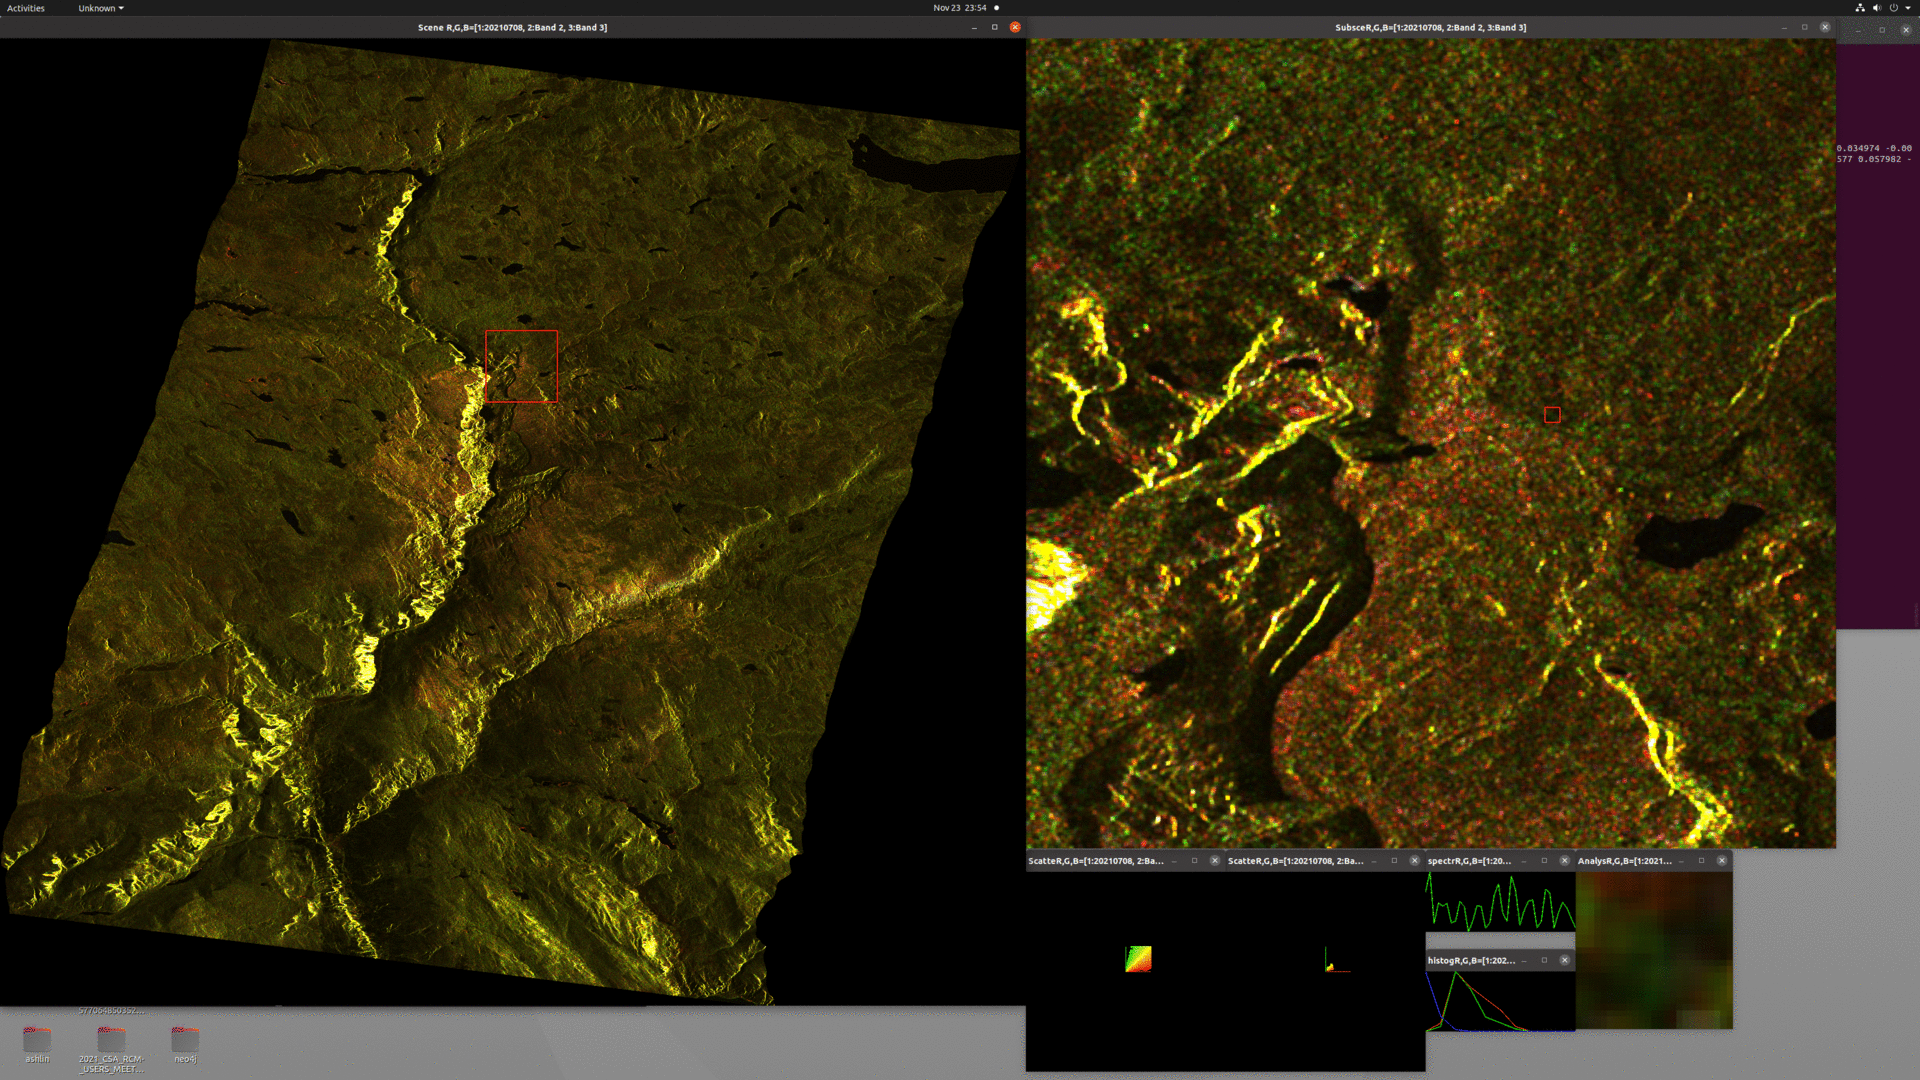 Activities
Unknown
Nov 23 23:54
Scene R,G,B=[1:20210708, 2:Band 2, 3:Band 3]
SubsceR,G,B=[1:20210708, 2:Band 2, 3:Band 3]
0.034974 -0.00
577 0.057982 -
ScatteR,G,B=[1:20210708, 2:Ba...
ScatteR,G,B=[1:20210708, 2:Ba...
spectrR,G,B=[1:20...
AnalysR,G,B=[1:2021...
histogR,G,B=[1:202...
ashlin
2021_CSA_RCM-
_USERS_MEET...
neo4j